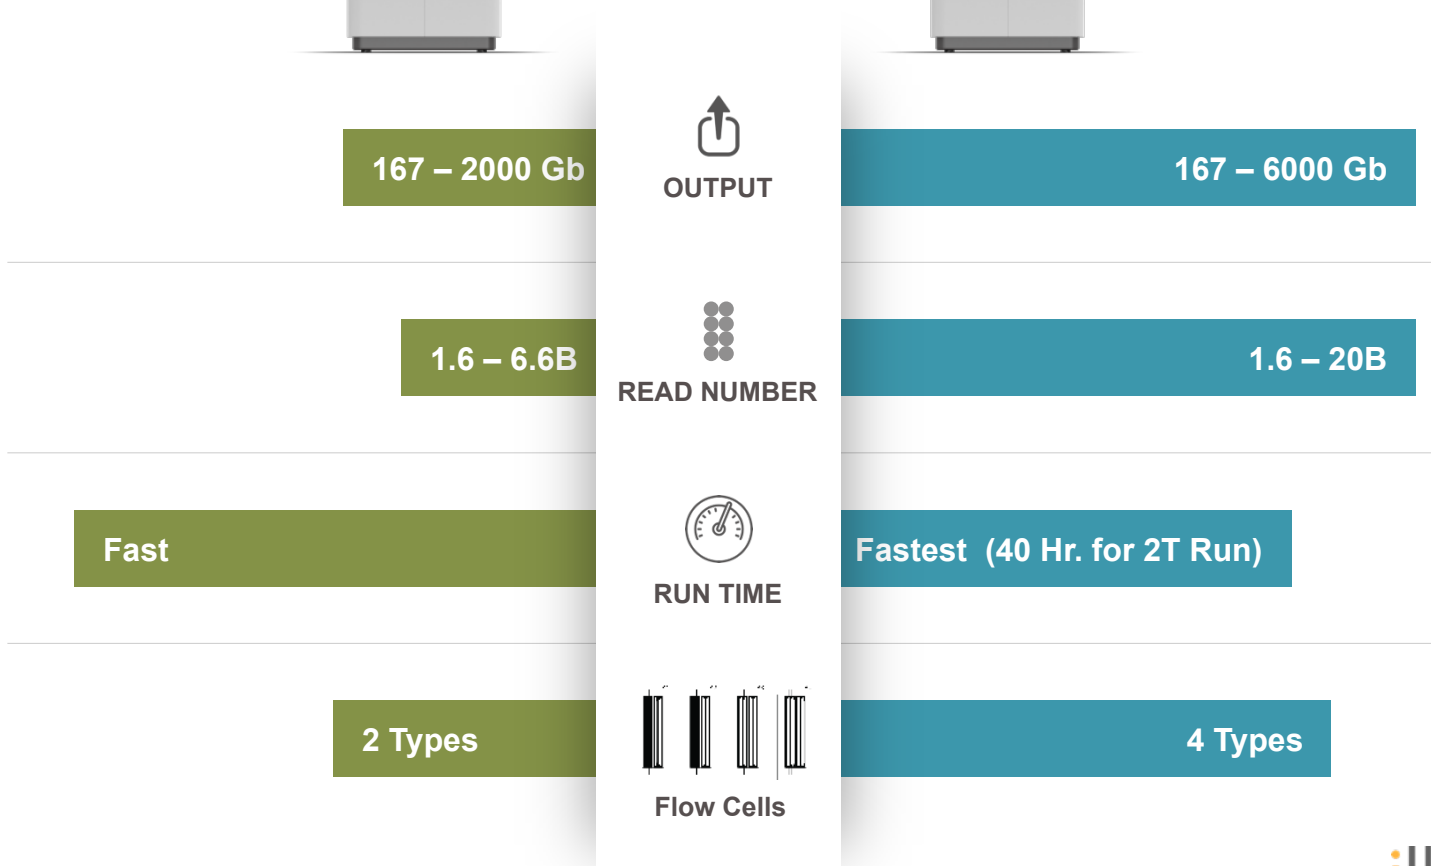 167 – 2000 Gb
OUTPUT
167 – 6000 Gb
1.6 – 6.6B
READ NUMBER
1.6 – 20B
Fast
RUN TIME
Fastest (40 Hr. for 2T Run)
2 Types
Flow Cells
4 Types